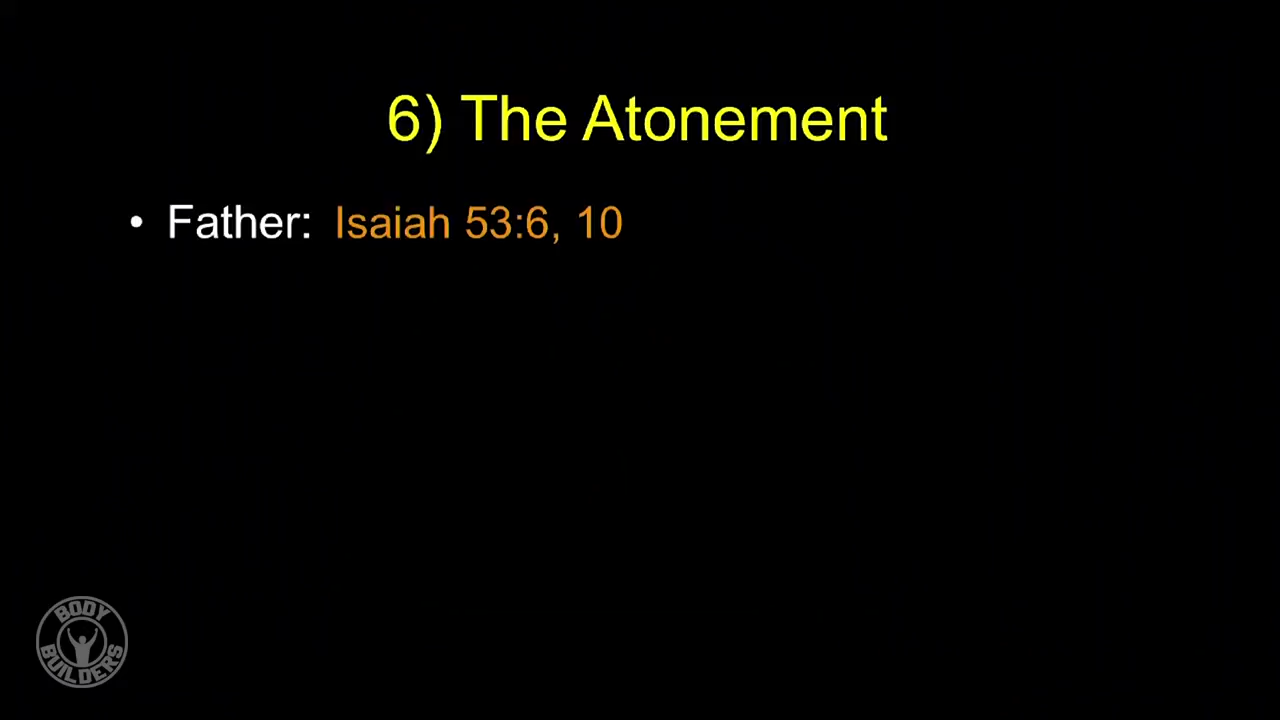 6) The Atonement
• Father: Isaiah 53:6, 10
BODY
BUILDERS